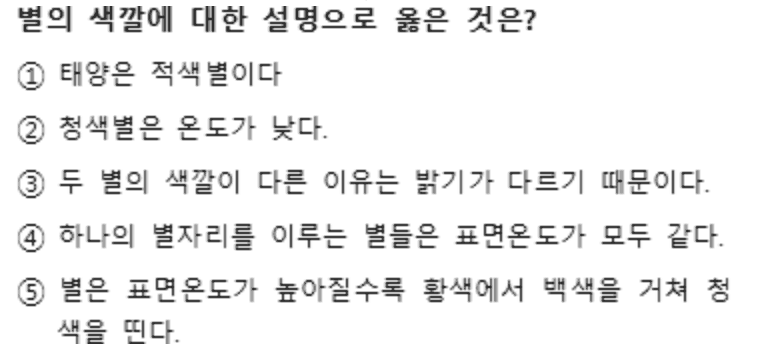 별의 색깔에 대한 설명으로 옳은 것은?
① 태양은 적색별이다
② 청색별은 온도가 낮다.
③ 두 별의 색깔이 다른 이유는 밝기가 다르기 때문이다.
④ 하나의 별자리를 이루는 별들은 표면온도가 모두 같다.
⑤ 별은 표면온도가 높아질수록 황색에서 백색을 거쳐 청
색을 띤다.